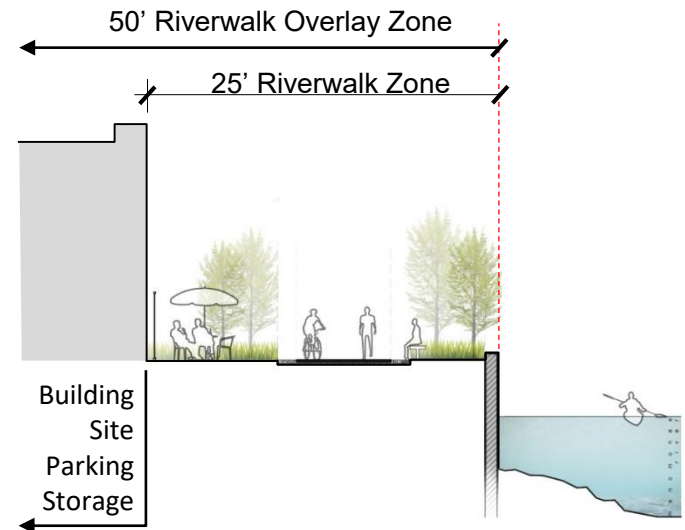 50’ Riverwalk Overlay Zone
25’ Riverwalk Zone
Building
Site
Parking
Storage